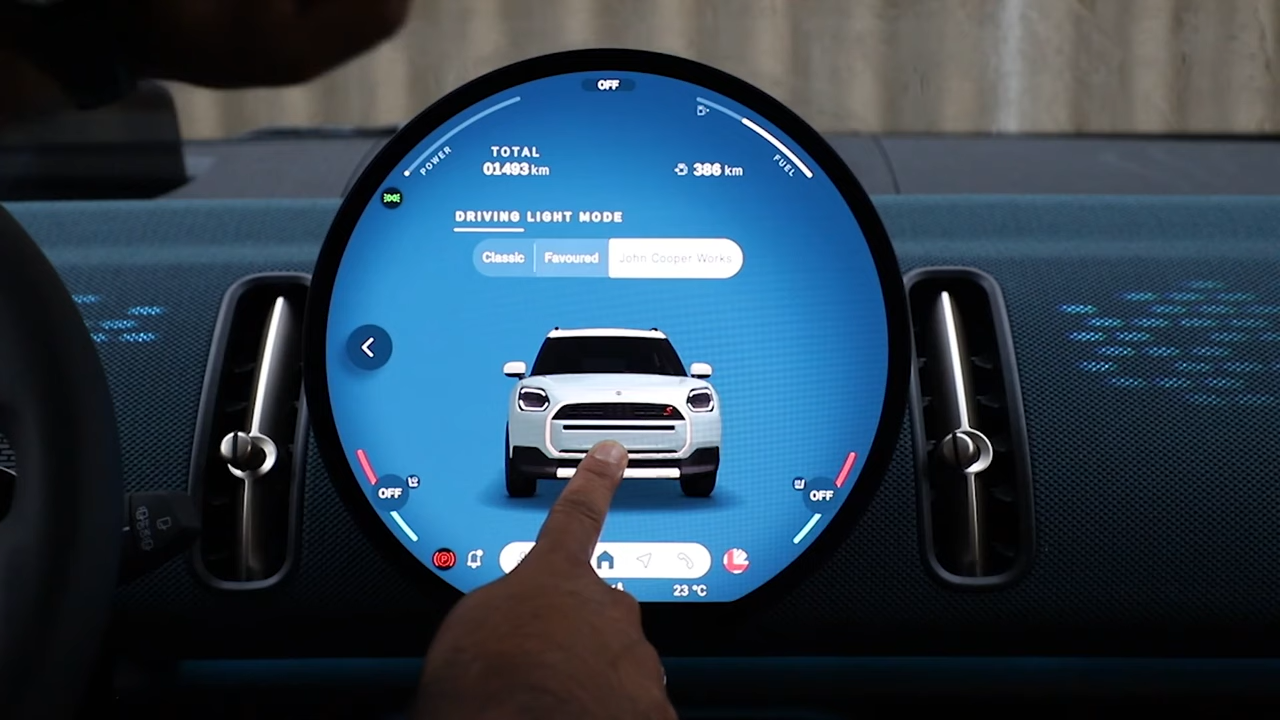 OFF
POWER
FUEL
TOTAL
01493 km
386 km
DRIVING LIGHT MODE
Classic
Favoured
John Cooper Works
S
OFF
OFF
P
23 °C